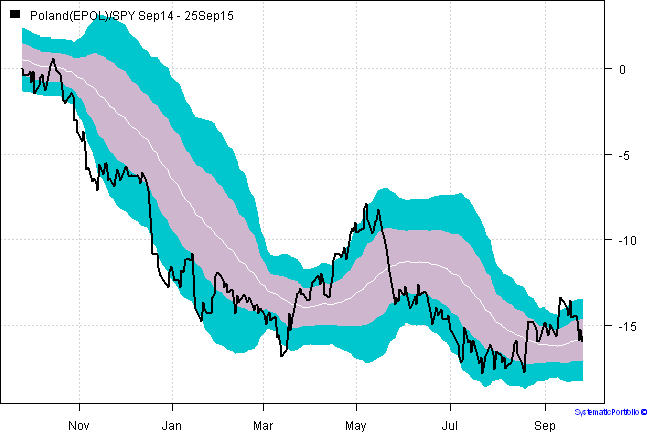 Poland(EPOL)/SPY Sep14 - 25Sep15
0
-5
-10
-15
Nov Jan Mar May Jul Sep
SystematicPortfolio ©